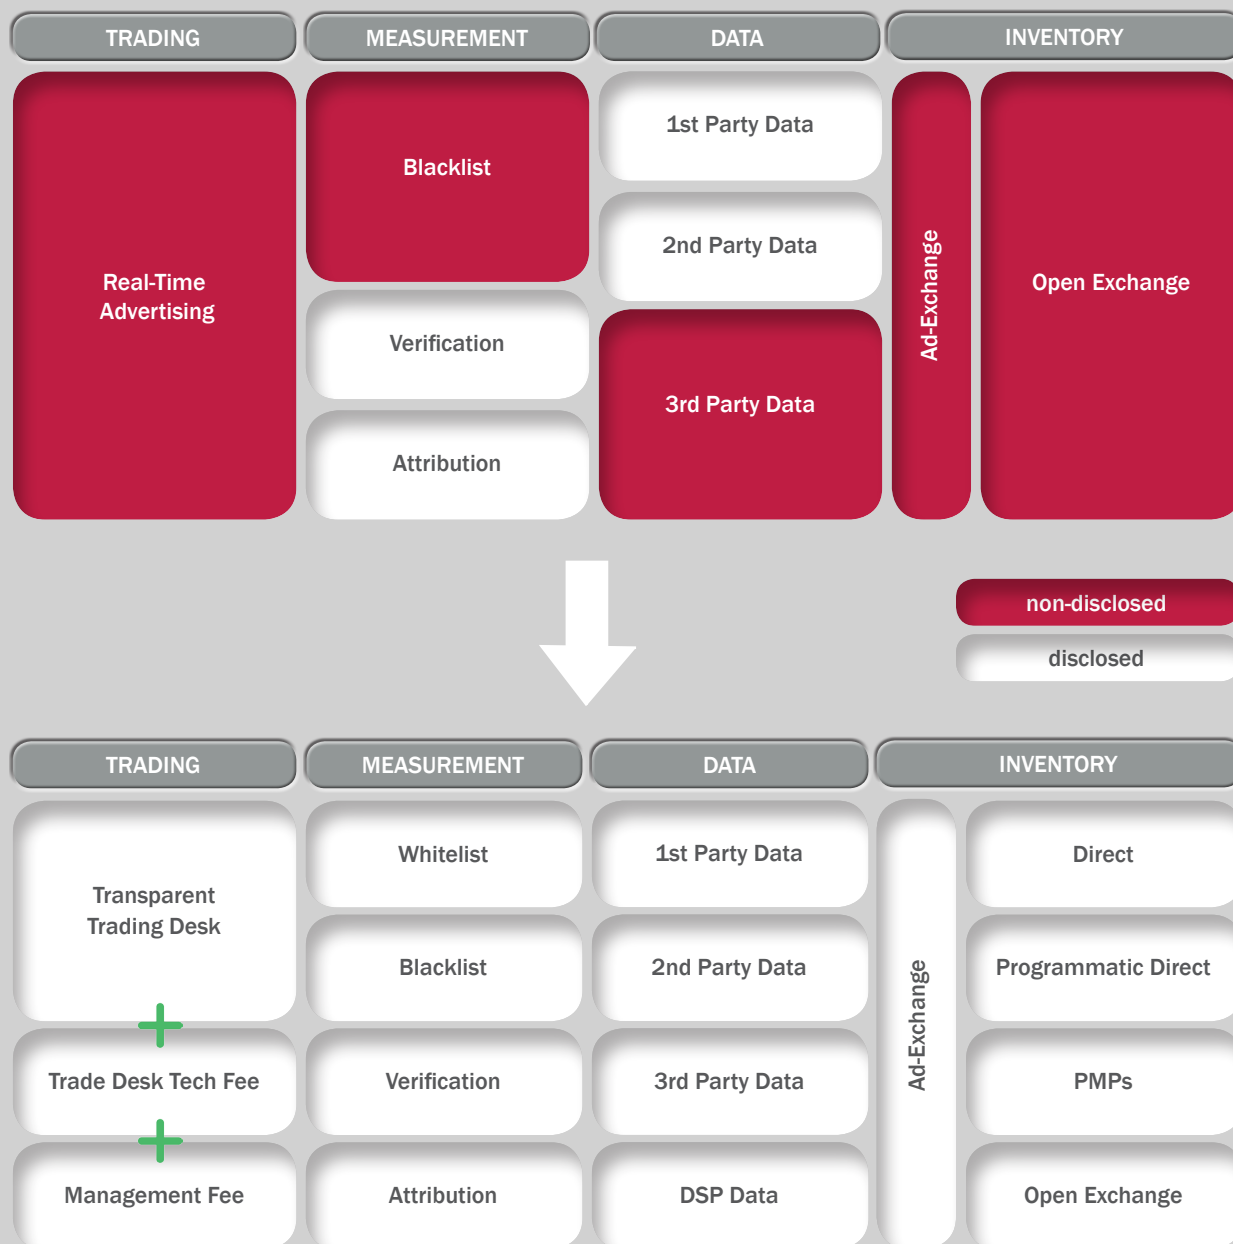 TRADING
MEASUREMENT
DATA
INVENTORY
Real-Time
Advertising
Blacklist
Verification
Attribution
1st Party Data
2nd Party Data
3rd Party Data
Ad-Exchange
Open Exchange
non-disclosed
disclosed
TRADING
MEASUREMENT
DATA
INVENTORY
Transparent
Trading Desk
+
Trade Desk Tech Fee
+
Management Fee
Whitelist
Blacklist
Verification
Attribution
1st Party Data
2nd Party Data
3rd Party Data
DSP Data
Ad-Exchange
Direct
Programmatic Direct
PMPs
Open Exchange